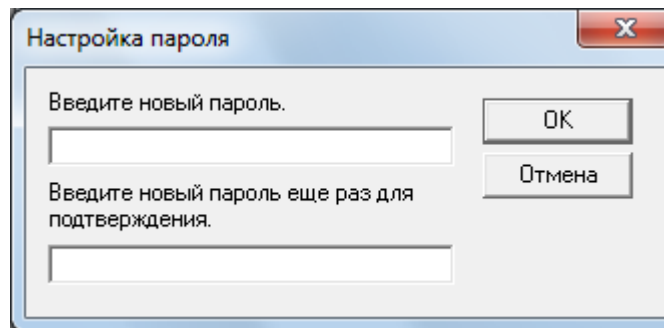 Настройка пароля
Введите новый пароль.
OK
Отмена
Введите новый пароль еще раз для
подтверждения.